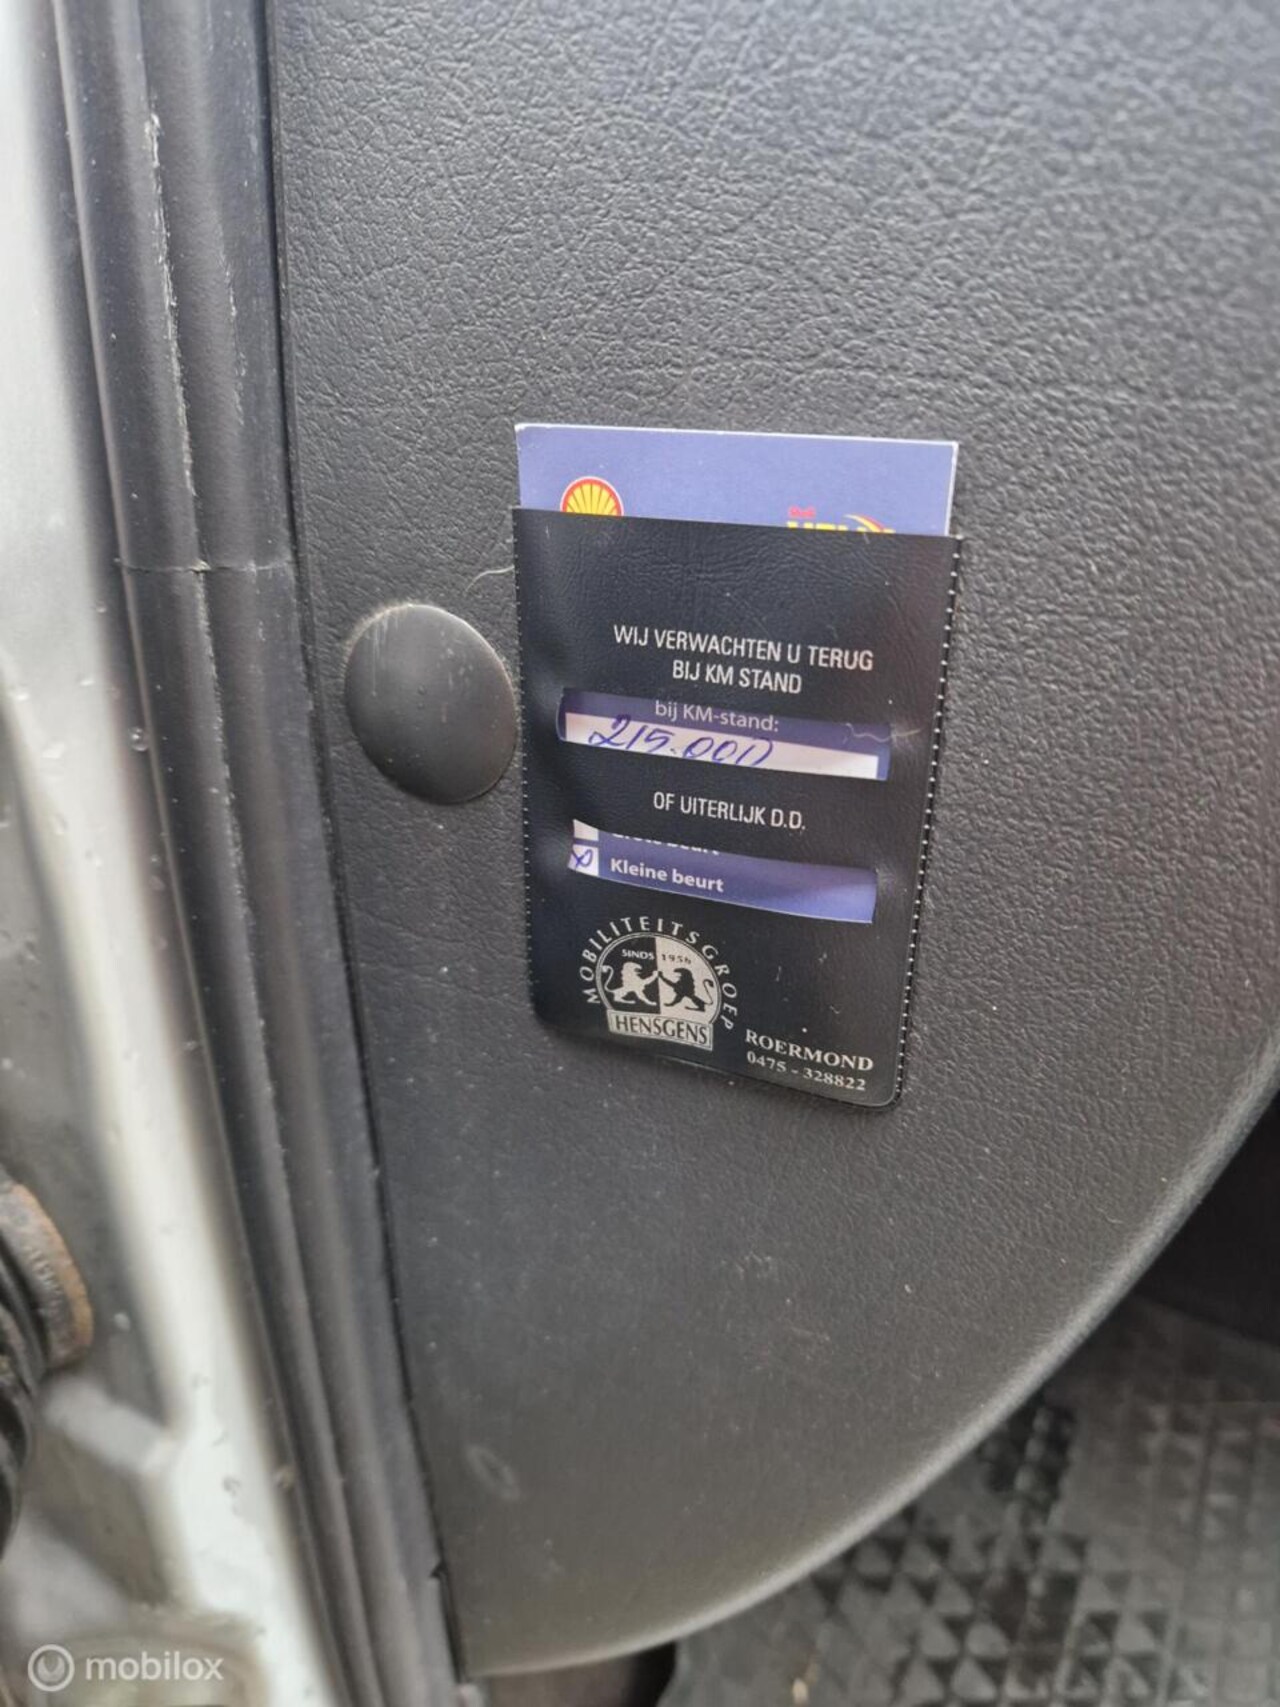 WIJ VERWACHTEN U TERUG
BIJ KM STAND
bij KM-stand:
215.000
OF UITERLIJK D.D.
Kleine beurt
MOBILITEITSGROEP
SINDS 1956
HENSGENS
ROERMOND
0475 - 328822
mobilox